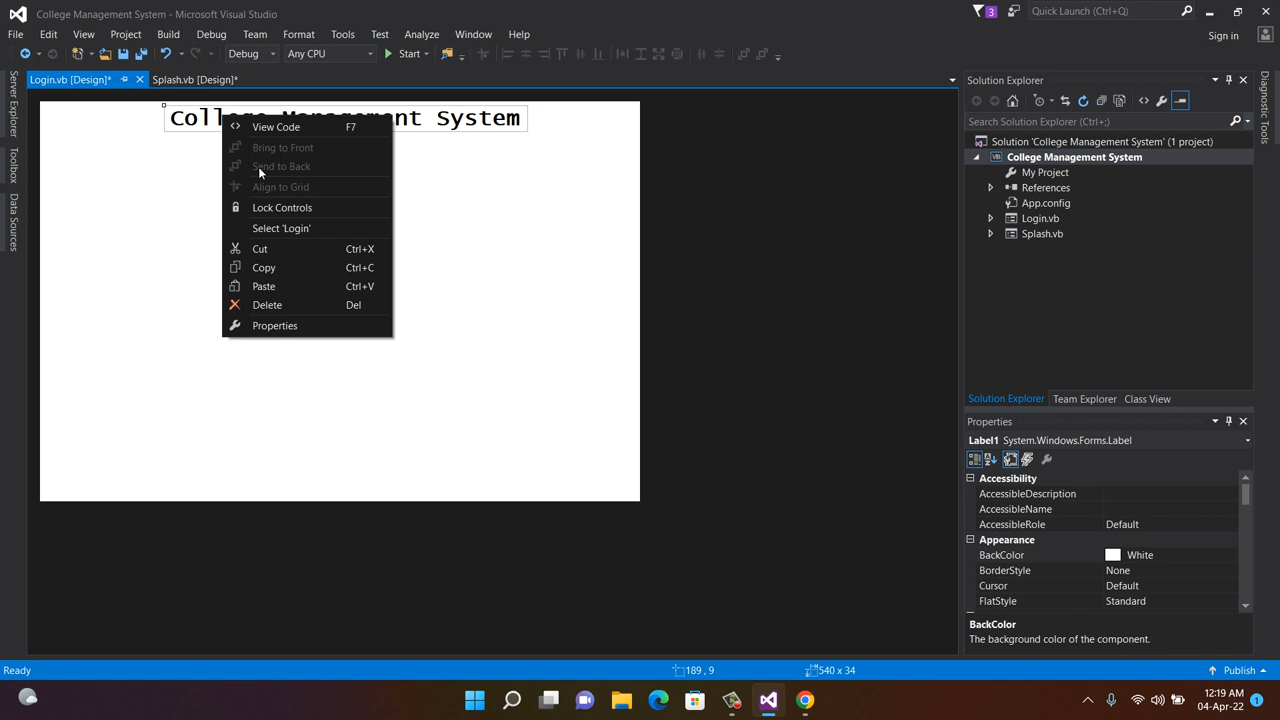 College Management System - Microsoft Visual Studio
3
Quick Launch (Ctrl+Q)
File Edit View Project Build Debug Team Format Tools Test Analyze Window Help
Sign in
Debug Any CPU Start
Login.vb [Design]* Splash.vb [Design]*
Server Explorer
Toolbox
Data Sources
Coll
ment System
View Code F7
Bring to Front
Send to Back
Align to Grid
Lock Controls
Select 'Login'
Cut Ctrl+X
Copy Ctrl+C
Paste Ctrl+V
Delete Del
Properties
Solution Explorer
Search Solution Explorer (Ctrl+;)
Solution 'College Management System' (1 project)
VB College Management System
My Project
References
App.config
Login.vb
Splash.vb
Solution Explorer Team Explorer Class View
Diagnostic Tools
Properties
Label1 System.Windows.Forms.Label
Accessibility
AccessibleDescription
AccessibleName
AccessibleRole Default
Appearance
BackColor White
BorderStyle None
Cursor Default
FlatStyle Standard
BackColor
The background color of the component.
Ready 189 , 9 540 x 34 Publish
12:19 AM
04-Apr-22
1